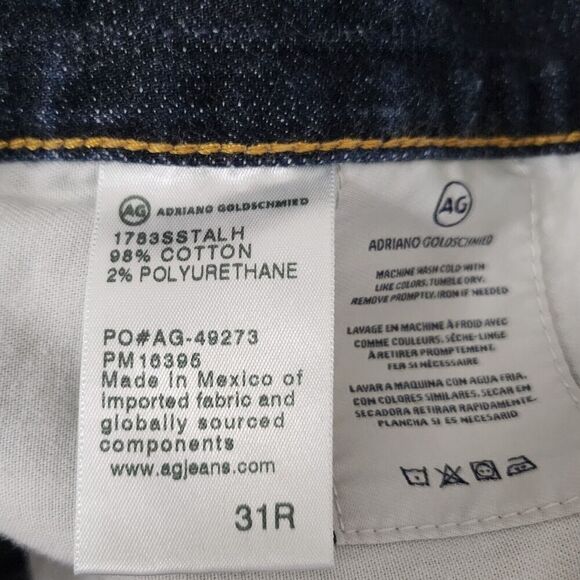 AG ADRIANO GOLDSCHMIED
1783SSTALH
98% COTTON
2% POLYURETHANE
PO#AG-49273
PM16395
Made in Mexico of
imported fabric and
globally sourced
components
www.agjeans.com
31R
AG
ADRIANO GOLDSCHMIED
MACHINE WASH COLD WITH
LIKE COLORS. TUMBLE DRY.
REMOVE PROMPTLY. IRON IF NEEDED
LAVAGE EN MACHINE À FROID AVEC
COMME COULEURS. SÈCHE-LINGE
À RETIRER PROMPTEMENT.
FER SI NÉCESSAIRE
LAVAR A MAQUINA CON AGUA FRIA.
CON COLORES SIMILARES. SECAR EN
SECADORA RETIRAR RAPIDAMENTE.
PLANCHA SI ES NECESARIO